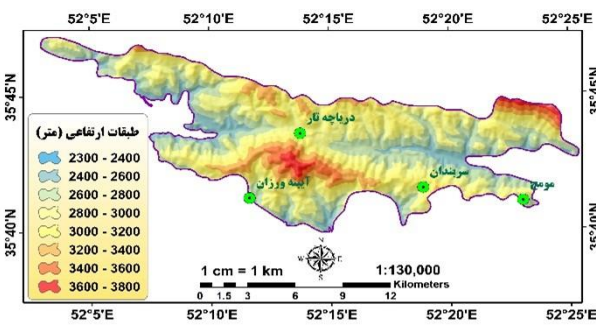 52°5'E 52°10'E 52°15'E 52°20'E 52°25'E
35°45'N
35°45'N
35°40'N
35°40'N
طبقات ارتفاعی (متر)
2300 - 2400
2400 - 2600
2600 - 2800
2800 - 3000
3000 - 3200
3200 - 3400
3400 - 3600
3600 - 3800
دریاچه تار
آیینه ورزان
سربندان
مومج
N
W E
S
1 cm = 1 km 1:130,000
Kilometers
0 1.5 3 6 9 12
52°5'E 52°10'E 52°15'E 52°20'E 52°25'E